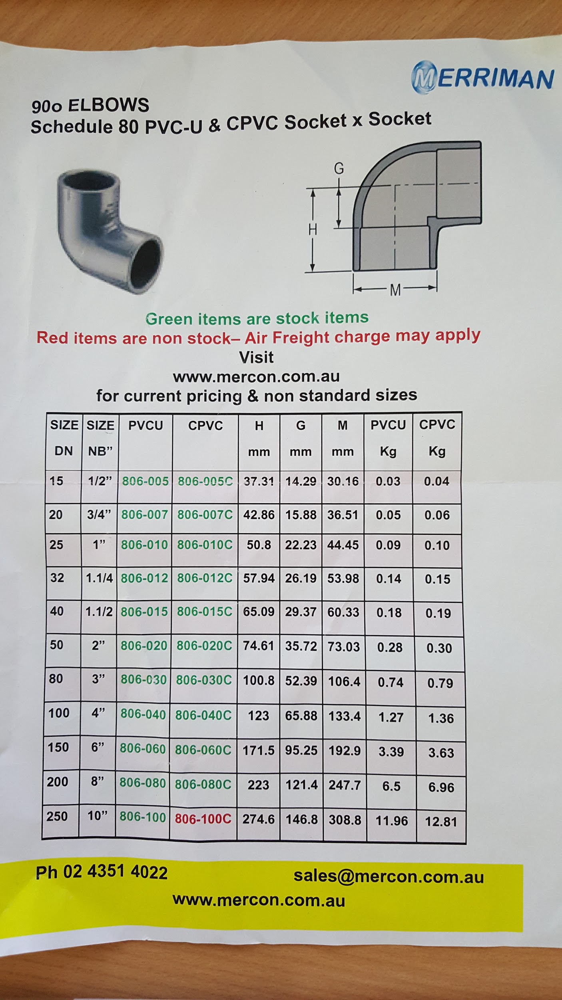 MERRIMAN
90o ELBOWS
Schedule 80 PVC-U & CPVC Socket x Socket
G
H
M
Green items are stock items
Red items are non stock– Air Freight charge may apply
Visit
www.mercon.com.au
for current pricing & non standard sizes
SIZE SIZE PVCU CPVC H G M PVCU CPVC
DN NB” mm mm mm Kg Kg
15 1/2” 806-005 806-005C 37.31 14.29 30.16 0.03 0.04
20 3/4” 806-007 806-007C 42.86 15.88 36.51 0.05 0.06
25 1” 806-010 806-010C 50.8 22.23 44.45 0.09 0.10
32 1.1/4 806-012 806-012C 57.94 26.19 53.98 0.14 0.15
40 1.1/2 806-015 806-015C 65.09 29.37 60.33 0.18 0.19
50 2” 806-020 806-020C 74.61 35.72 73.03 0.28 0.30
80 3” 806-030 806-030C 100.8 52.39 106.4 0.74 0.79
100 4” 806-040 806-040C 123 65.88 133.4 1.27 1.36
150 6” 806-060 806-060C 171.5 95.25 192.9 3.39 3.63
200 8” 806-080 806-080C 223 121.4 247.7 6.5 6.96
250 10” 806-100 806-100C 274.6 146.8 308.8 11.96 12.81
Ph 02 4351 4022 sales@mercon.com.au
www.mercon.com.au